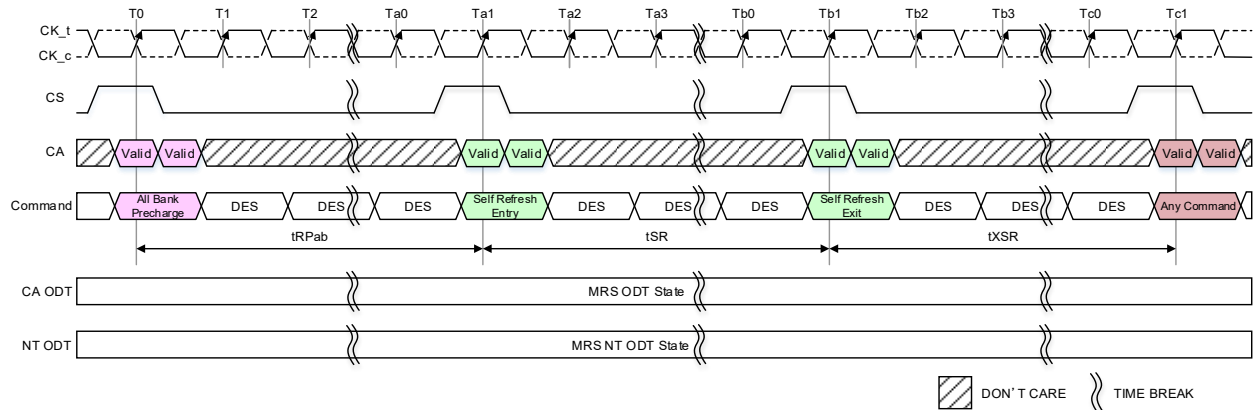 T0 T1 T2 Ta0 Ta1 Ta2 Ta3 Tb0 Tb1 Tb2 Tb3 Tc0 Tc1
CK_t
CK_c
CS
CA Valid Valid Valid Valid Valid Valid Valid Valid
Command All Bank Precharge DES DES DES Self Refresh Entry DES DES DES Self Refresh Exit DES DES DES Any Command
tRPab tSR tXSR
CA ODT MRS ODT State
NT ODT MRS NT ODT State
DON'T CARE TIME BREAK